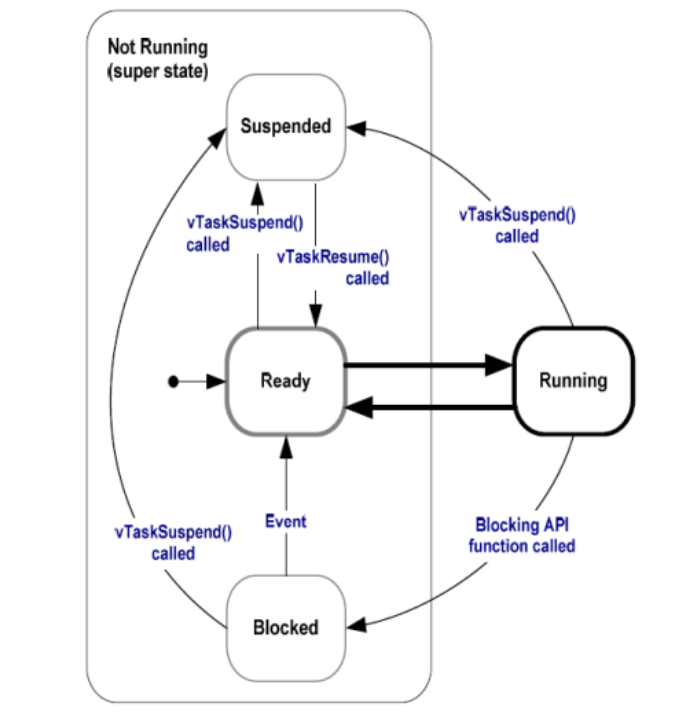 Not Running
(super state)
Suspended
vTaskSuspend()
called
vTaskResume()
called
vTaskSuspend()
called
Ready
Running
Event
vTaskSuspend()
called
Blocking API
function called
Blocked